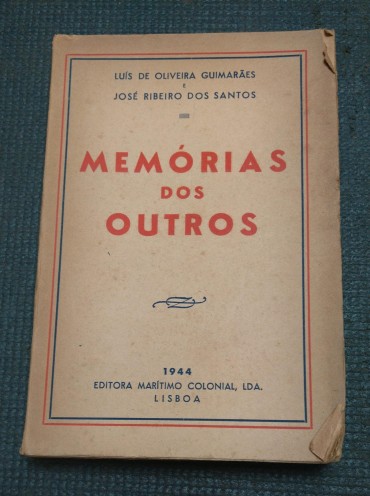 LUÍS DE OLIVEIRA GUIMARÃES
E
JOSÉ RIBEIRO DOS SANTOS
MEMÓRIAS
DOS
OUTROS
1944
EDITORA MARÍTIMO COLONIAL, LDA.
LISBOA